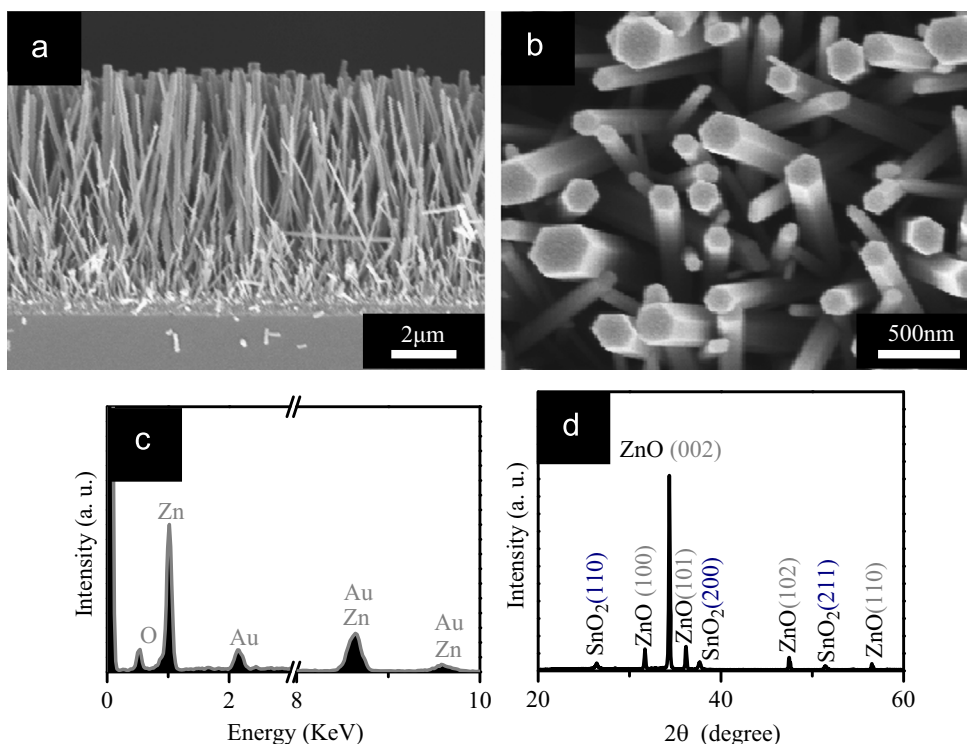 a
2μm
b
500nm
c
Intensity (a. u.)
O
Zn
Au
Au
Zn
Au
Zn
0
2
8
10
Energy (KeV)
d
Intensity (a. u.)
ZnO (002)
SnO₂(110)
ZnO (100)
ZnO(101)
SnO₂(200)
ZnO(102)
SnO₂(211)
ZnO(110)
20
40
60
2θ (degree)